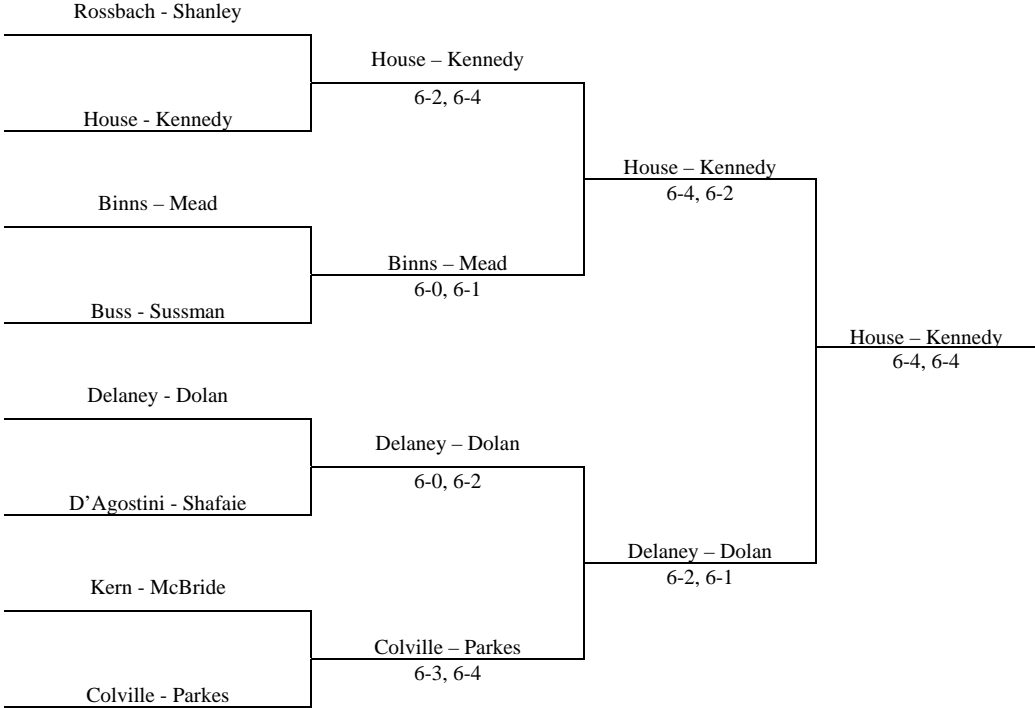 Rossbach - Shanley
House – Kennedy
6-2, 6-4
House - Kennedy
House – Kennedy
6-4, 6-2
Binns – Mead
Binns – Mead
6-0, 6-1
Buss - Sussman
House – Kennedy
6-4, 6-4
Delaney - Dolan
Delaney – Dolan
6-0, 6-2
D’Agostini - Shafaie
Delaney – Dolan
6-2, 6-1
Kern - McBride
Colville – Parkes
6-3, 6-4
Colville - Parkes